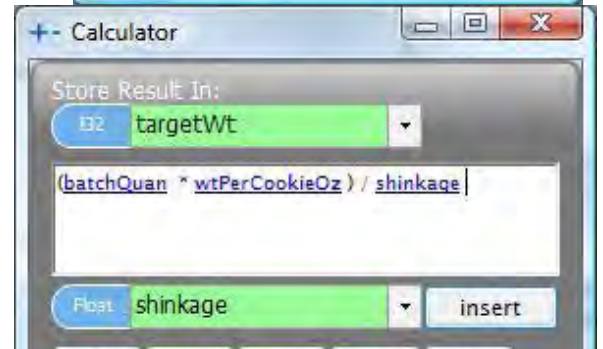 +- Calculator
Store Result In:
I32 targetWt
(batchQuan * wtPerCookieOz ) / shinkage
Float shinkage insert